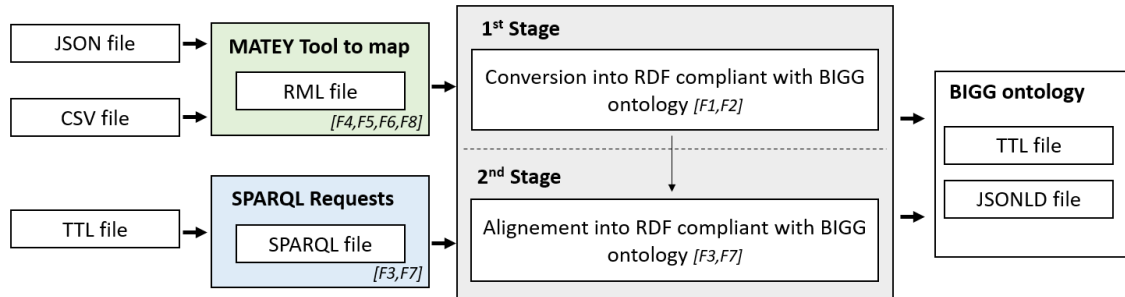 JSON file
CSV file
TTL file
MATEY Tool to map
RML file
[F4,F5,F6,F8]
SPARQL Requests
SPARQL file
[F3,F7]
1st Stage
Conversion into RDF compliant with BIGG
ontology [F1,F2]
2nd Stage
Alignement into RDF compliant with BIGG
ontology [F3,F7]
BIGG ontology
TTL file
JSONLD file